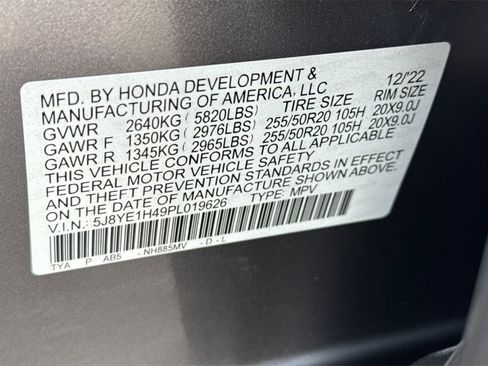 MFD. BY HONDA DEVELOPMENT & 12/'22
MANUFACTURING OF AMERICA, LLC TIRE SIZE RIM SIZE
GVWR 2640KG( 5820LBS)
GAWR F 1350KG( 2976LBS) 255/50R20 105H 20X9.0J
GAWR R 1345KG( 2965LBS) 255/50R20 105H 20X9.0J
THIS VEHICLE CONFORMS TO ALL APPLICABLE
FEDERAL MOTOR VEHICLE SAFETY
AND THEFT PREVENTION STANDARDS IN EFFECT
ON THE DATE OF MANUFACTURE SHOWN ABOVE.
V.I.N.: 5J8YE1H49PL019626 TYPE: MPV
TYA P AB5 -NH885MV -D-L